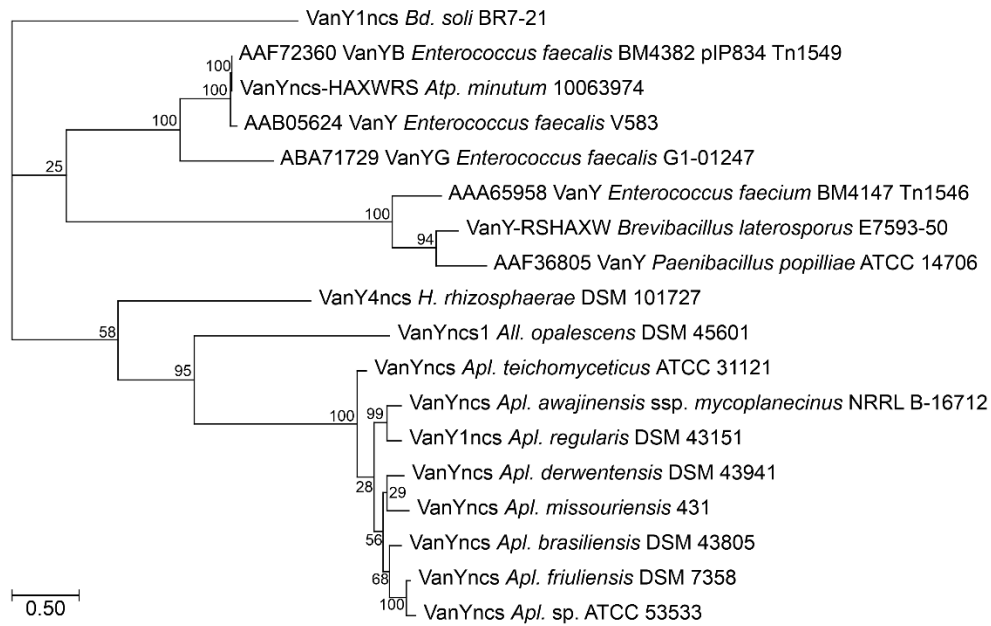 VanY1ncs Bd. soli BR7-21
AAF72360 VanYB Enterococcus faecalis BM4382 pIP834 Tn1549
100
VanYncs-HAXWRS Atp. minutum 10063974
100
AAB05624 VanY Enterococcus faecalis V583
100
ABA71729 VanYG Enterococcus faecalis G1-01247
25
AAA65958 VanY Enterococcus faecium BM4147 Tn1546
100
VanY-RSHAXW Brevibacillus laterosporus E7593-50
94
AAF36805 VanY Paenibacillus popilliae ATCC 14706
VanY4ncs H. rhizosphaerae DSM 101727
58
VanYncs1 All. opalescens DSM 45601
95
VanYncs Apl. teichomyceticus ATCC 31121
100
VanYncs Apl. awajinensis ssp. mycoplanecinus NRRL B-16712
99
VanY1ncs Apl. regularis DSM 43151
VanYncs Apl. derwentensis DSM 43941
28
29
VanYncs Apl. missouriensis 431
56
VanYncs Apl. brasiliensis DSM 43805
68
VanYncs Apl. friuliensis DSM 7358
100
VanYncs Apl. sp. ATCC 53533
0.50